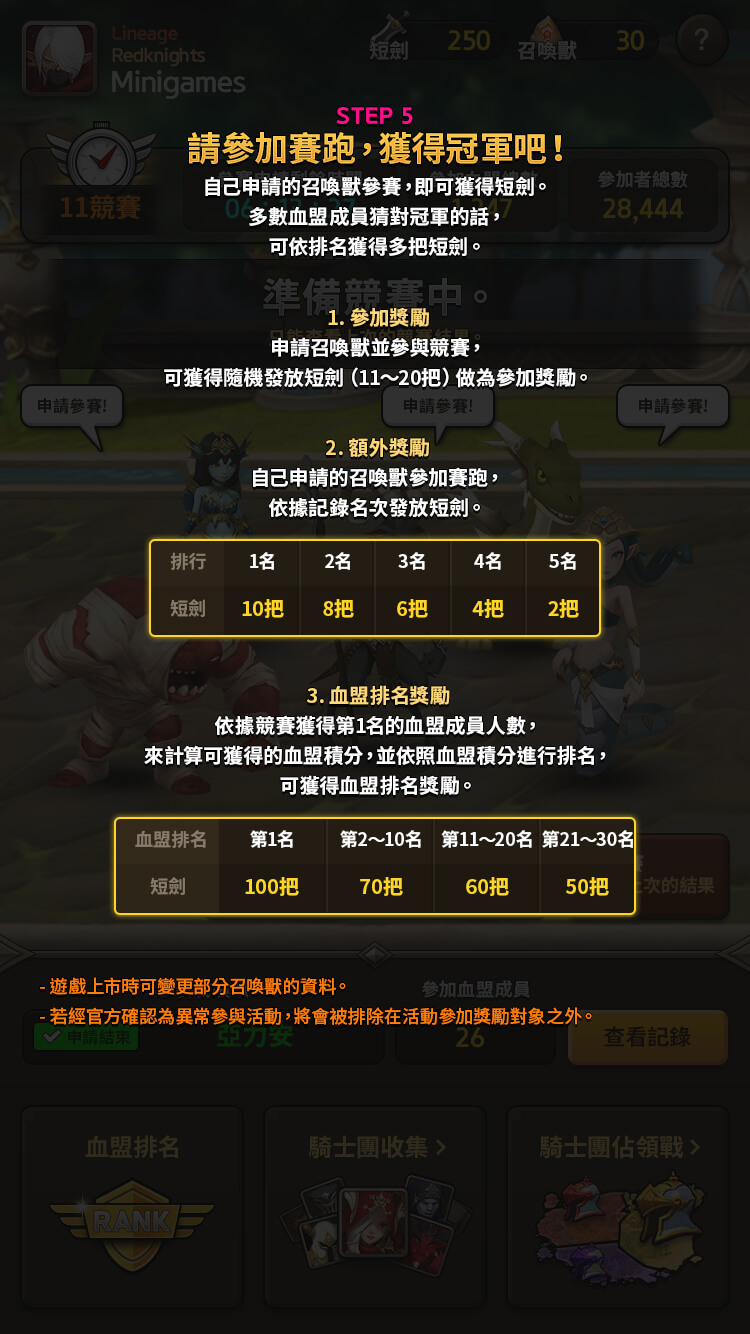 Lineage
Redknights
Minigames
短劍
250
召喚獸
30
?
STEP 5
請參加賽跑,獲得冠軍吧!
自己申請的召喚獸參賽,即可獲得短劍。
多數血盟成員猜對冠軍的話,
可依排名獲得多把短劍。
11競賽
參加者總數
28,444
準備競賽中。
1. 參加獎勵
申請召喚獸並參與競賽,
可獲得隨機發放短劍(11~20把)做為參加獎勵。
申請參賽!
申請參賽!
申請參賽!
2. 額外獎勵
自己申請的召喚獸參加賽跑,
依據記錄名次發放短劍。
排行 1名 2名 3名 4名 5名
短劍 10把 8把 6把 4把 2把
3. 血盟排名獎勵
依據競賽獲得第1名的血盟成員人數,
來計算可獲得的血盟積分,並依照血盟積分進行排名,
可獲得血盟排名獎勵。
血盟排名 第1名 第2~10名 第11~20名 第21~30名
短劍 100把 70把 60把 50把
次的結果
- 遊戲上市時可變更部分召喚獸的資料。
參加血盟成員
- 若經官方確認為異常參與活動,將會被排除在活動參加獎勵對象之外。
申請結束
亞力安
26
查看記錄
血盟排名
騎士團收集 >
騎士團佔領戰 >
RANK